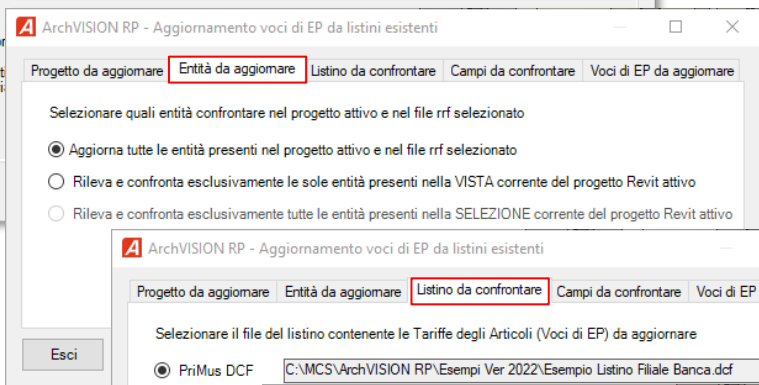 ArchVISION RP - Aggiornamento voci di EP da listini esistenti
Progetto da aggiornare Entità da aggiornare Listino da confrontare Campi da confrontare Voci di EP da aggiornare
Selezionare quali entità confrontare nel progetto attivo e nel file rrf selezionato
Aggiorna tutte le entità presenti nel progetto attivo e nel file rrf selezionato
Rileva e confronta esclusivamente le sole entità presenti nella VISTA corrente del progetto Revit attivo
Rileva e confronta esclusivamente tutte le entità presenti nella SELEZIONE corrente del progetto Revit attivo
ArchVISION RP - Aggiornamento voci di EP da listini esistenti
Progetto da aggiornare Entità da aggiornare Listino da confrontare Campi da confrontare Voci di EP
Selezionare il file del listino contenente le Tariffe degli Articoli (Voci di EP) da aggiornare
Esci
PriMus DCF C:\MCS\ArchVISION RP\Esempi Ver 2022\Esempio Listino Filiale Banca.dcf